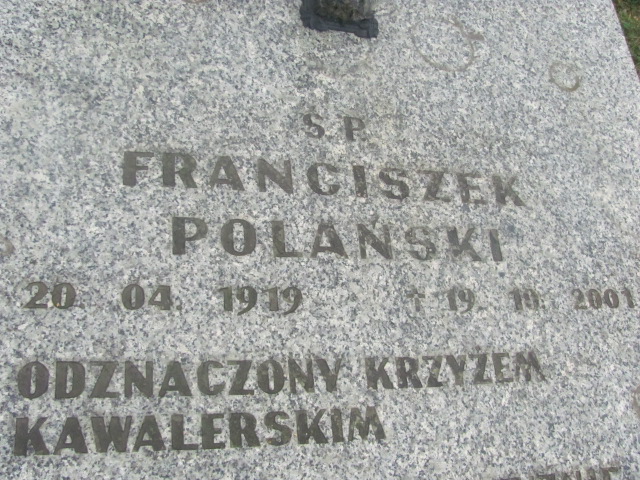 Ś P.
FRANCISZEK
POLAŃSKI
20. 04. 1919 † 19. 10. 2001
ODZNACZONY KRZYŻEM
KAWALERSKIM